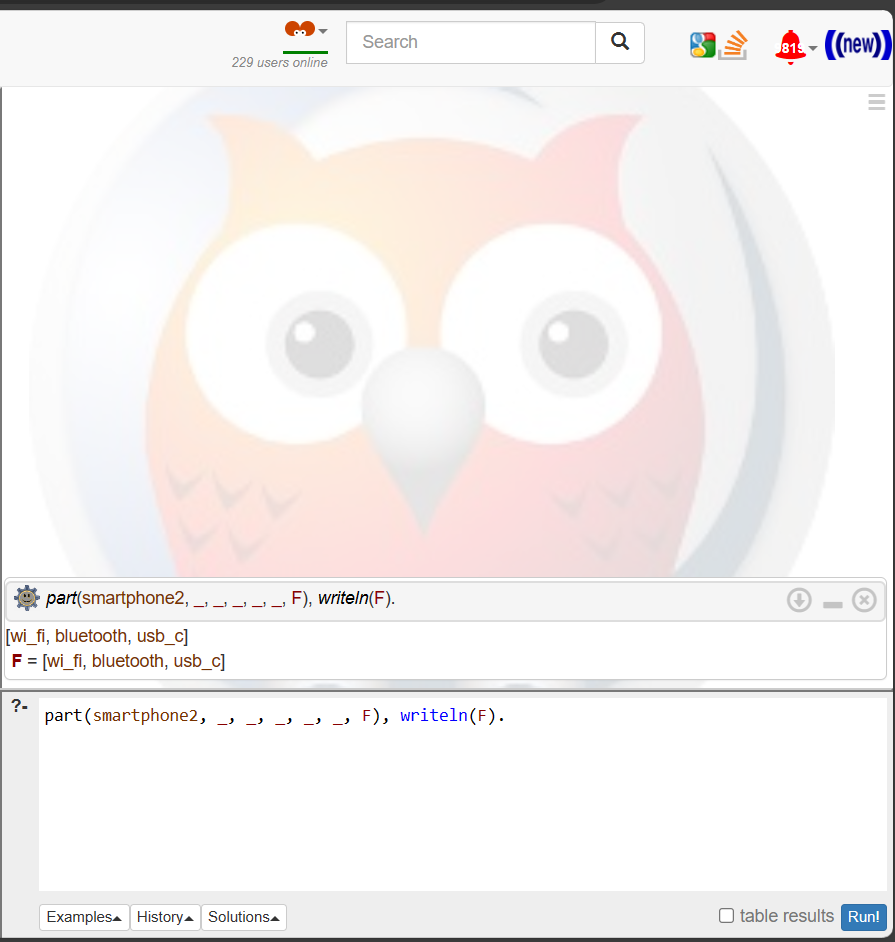 229 users online
Search
819
((new))
part(smartphone2, _, _, _, _, _, F), writeln(F).
[wi_fi, bluetooth, usb_c]
F = [wi_fi, bluetooth, usb_c]
?-
part(smartphone2, _, _, _, _, _, F), writeln(F).
Examples History Solutions table results Run!